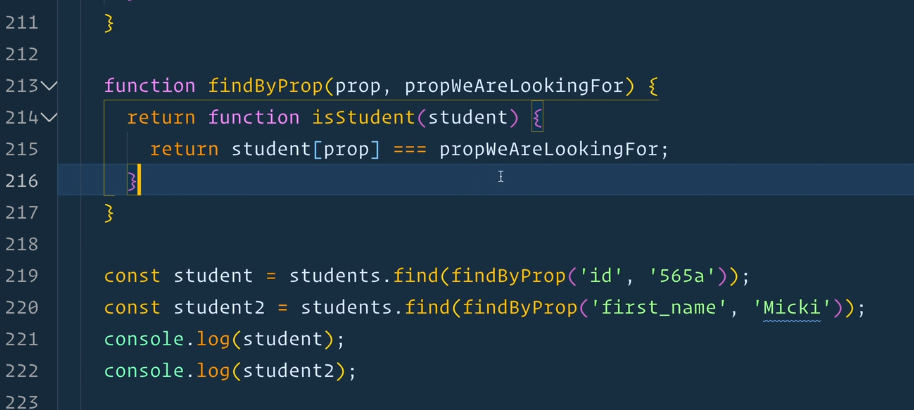 211 }
212
213 function findByProp(prop, propWeAreLookingFor) {
214 return function isStudent(student) {
215 return student[prop] === propWeAreLookingFor;
216 }
217 }
218
219 const student = students.find(findByProp('id', '565a'));
220 const student2 = students.find(findByProp('first_name', 'Micki'));
221 console.log(student);
222 console.log(student2);
223